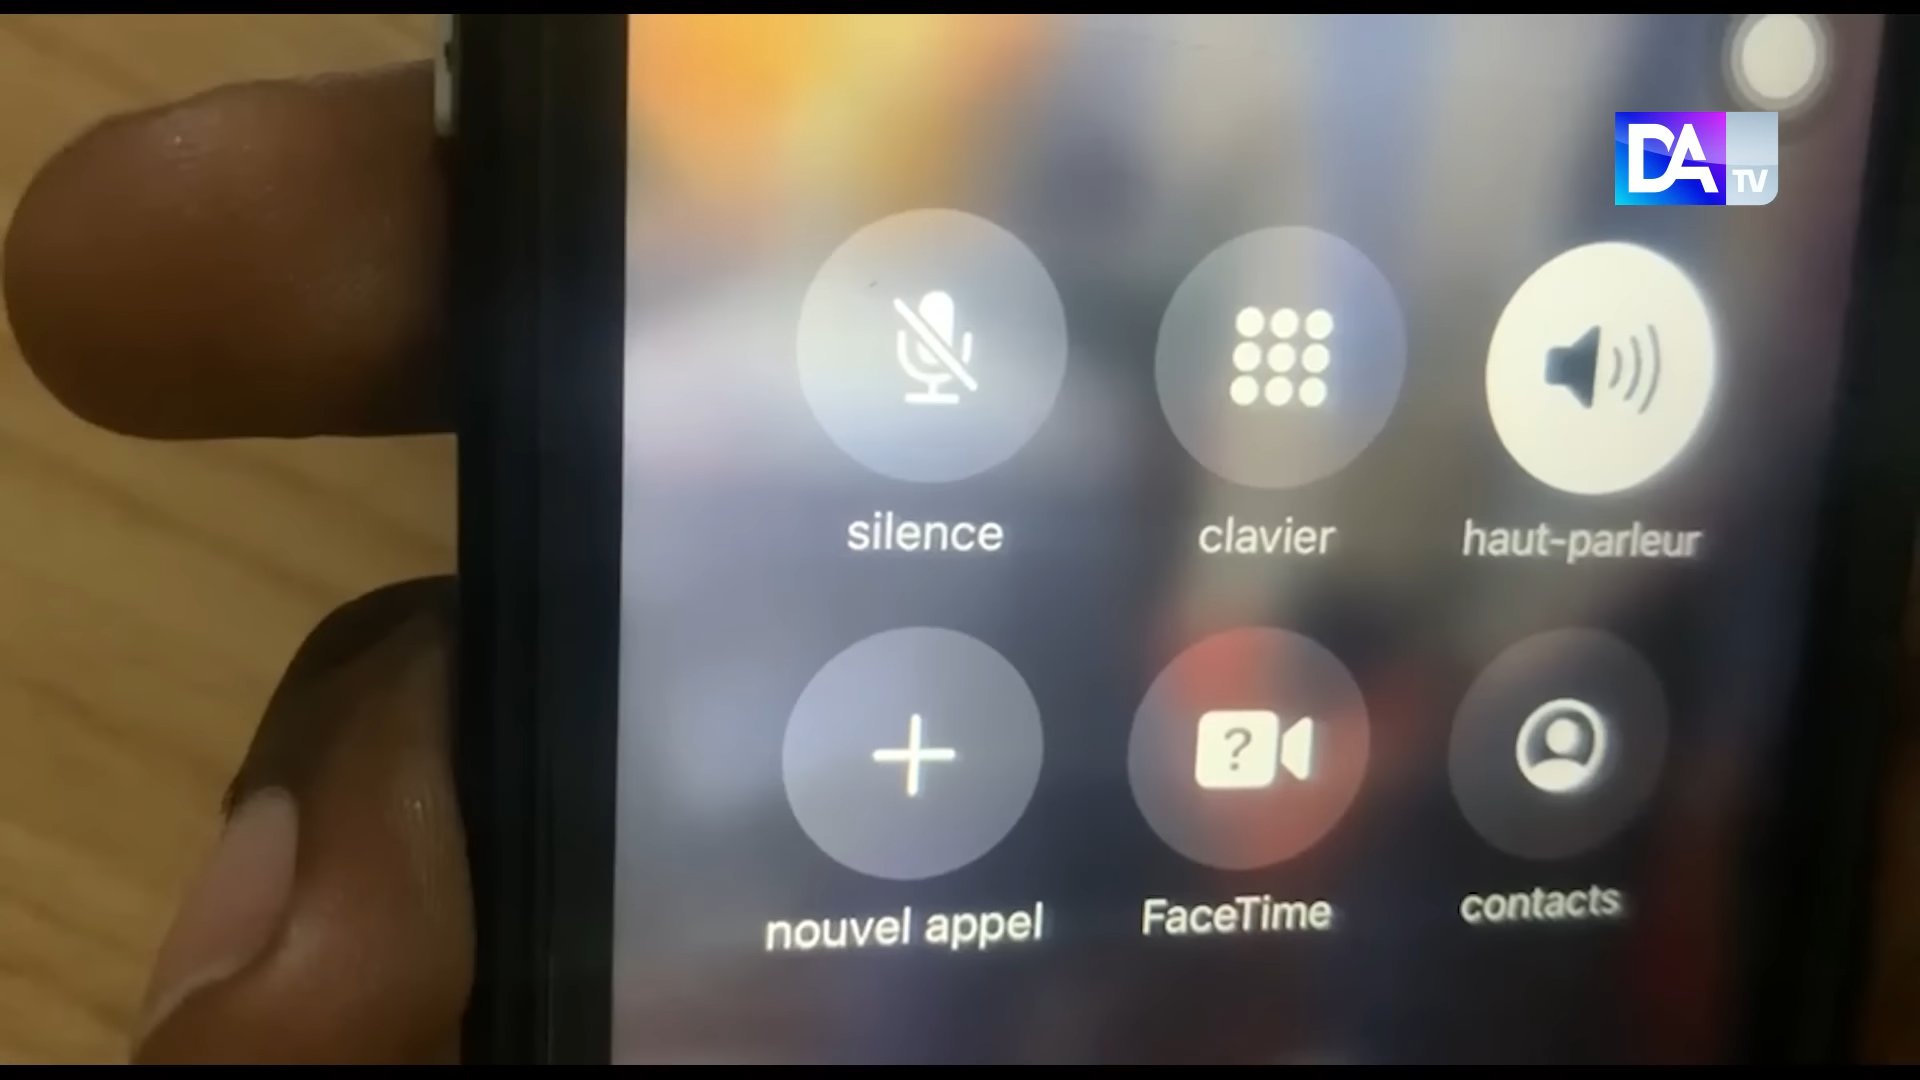 DA TV
silence
clavier
haut-parleur
nouvel appel
?
FaceTime
contacts